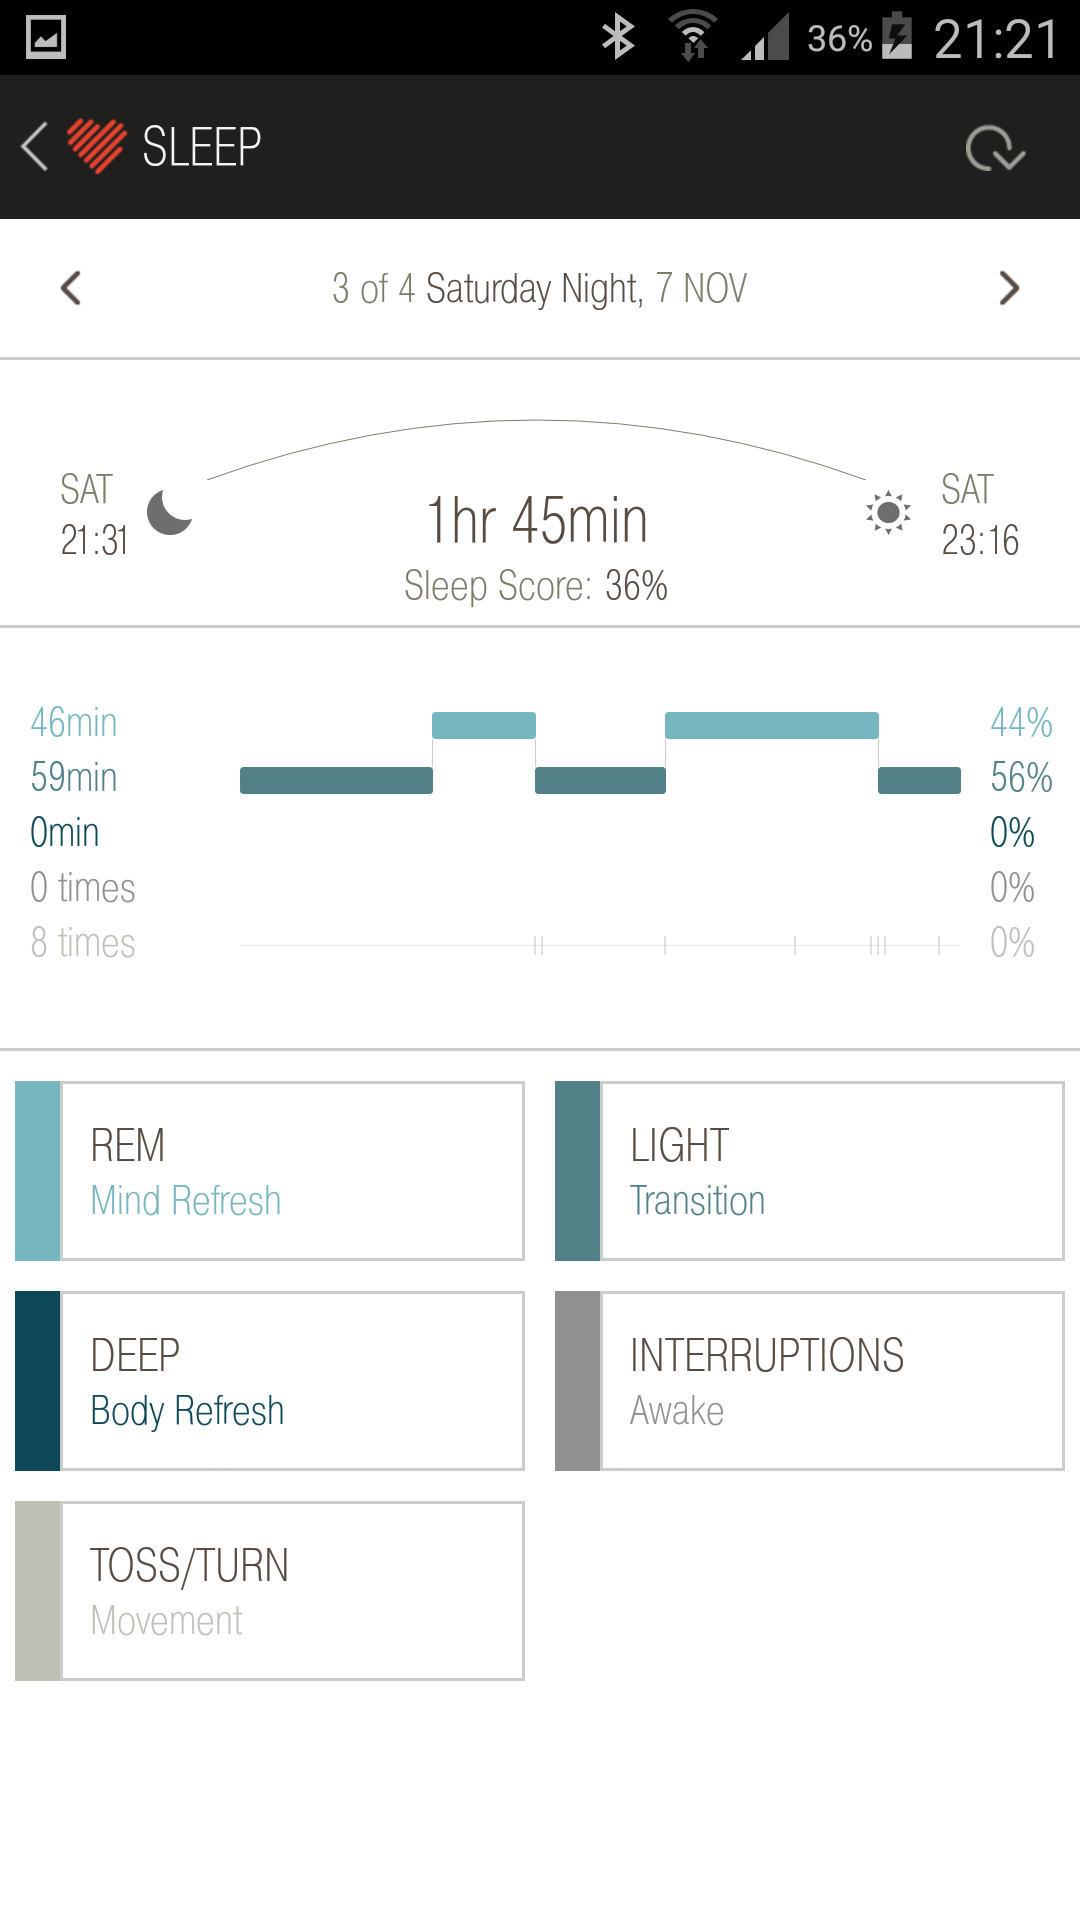 36% 21:21
SLEEP
3 of 4 Saturday Night, 7 NOV
SAT
21:31
1hr 45min
Sleep Score: 36%
SAT
23:16
46min 44%
59min 56%
0min 0%
0 times 0%
8 times 0%
REM
Mind Refresh
LIGHT
Transition
DEEP
Body Refresh
INTERRUPTIONS
Awake
TOSS/TURN
Movement